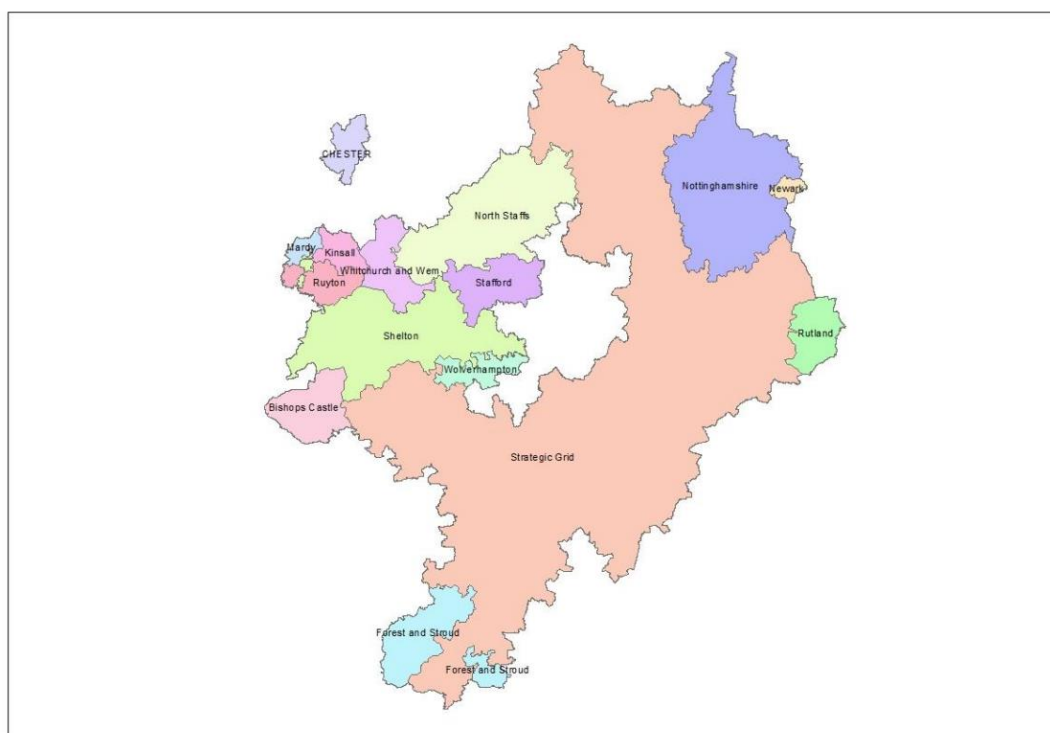 CHESTER
Nottinghamshire
Newark
North Staffs
Mardy
Kinsall
Whitchurch and Wem
Ruyton
Stafford
Shelton
Rutland
Wolverhampton
Bishops Castle
Strategic Grid
Forest and Stroud
Forest and Stroud